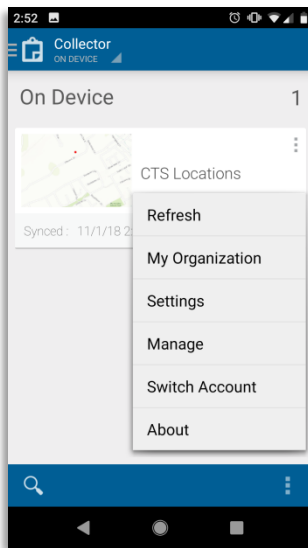 2:52
Collector
ON DEVICE
On Device 1
CTS Locations
Synced : 11/1/18 2:
Refresh
My Organization
Settings
Manage
Switch Account
About